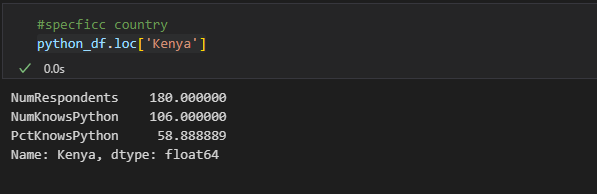 #specficc country
python_df.loc['Kenya']
0.0s
NumRespondents    180.000000
NumKnowsPython    106.000000
PctKnowsPython     58.888889
Name: Kenya, dtype: float64